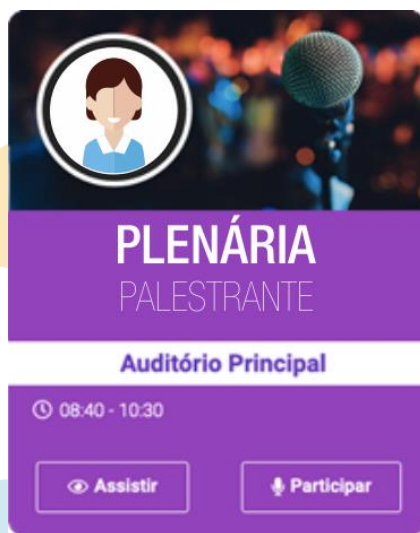 PLENÁRIA
PALESTRANTE
Auditório Principal
08:40 - 10:30
Assistir
Participar